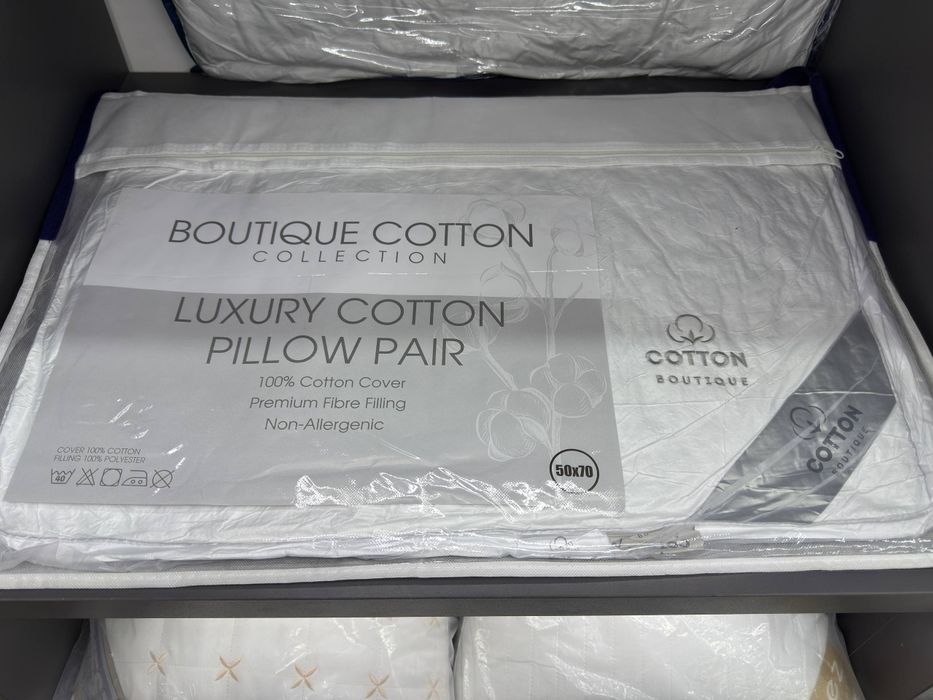 BOUTIQUE COTTON
COLLECTION
LUXURY COTTON
PILLOW PAIR
100% Cotton Cover
Premium Fibre Filling
Non-Allergenic
COVER 100% COTTON
FILLING 100% POLYESTER
40
50x70
COTTON
BOUTIQUE
COTTON
BOUTIQUE